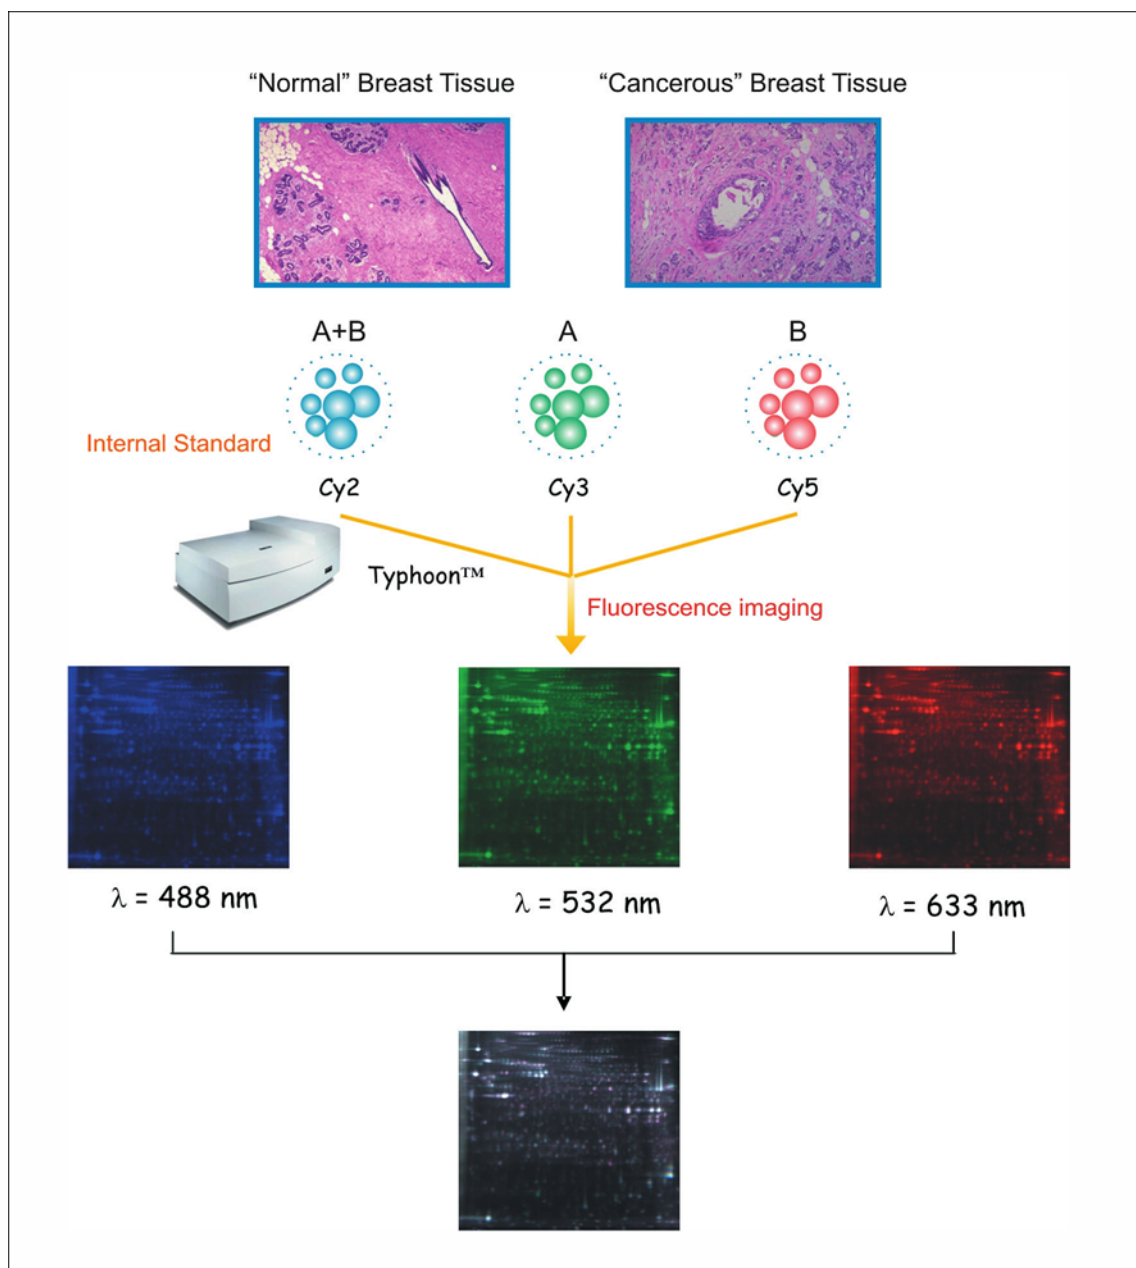 “Normal” Breast Tissue
“Cancerous” Breast Tissue
A+B
A
B
Internal Standard
Cy2
Cy3
Cy5
Typhoon™
Fluorescence imaging
λ = 488 nm
λ = 532 nm
λ = 633 nm